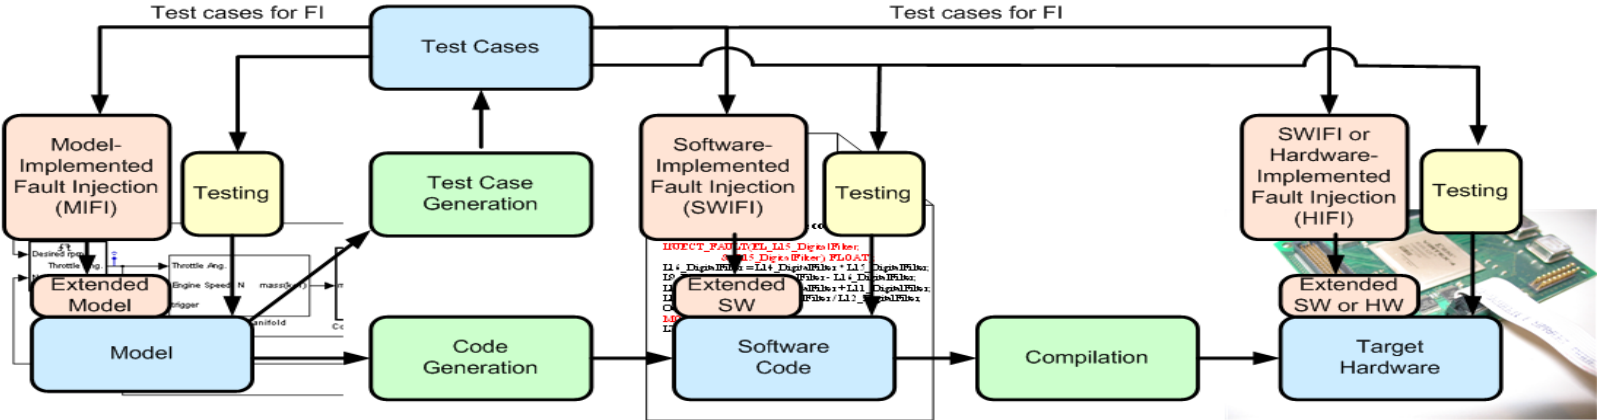 Test cases for FI
Test cases for FI
Test Cases
Model-
Implemented
Fault Injection
(MIFI)
Testing
Test Case
Generation
Software-
Implemented
Fault Injection
(SWIFI)
Testing
SWIFI or
Hardware-
Implemented
Fault Injection
(HIFI)
Testing
Desired rpm
Throttle Ang.
Throttle Ang.
Engine Speed, N
trigger
Extended
Model
Model
Code
Generation
L16_DigitalFilter = L14_DigitalFilter * L15_DigitalFilter;
Extended
SW
Software
Code
Compilation
Extended
SW or HW
Target
Hardware